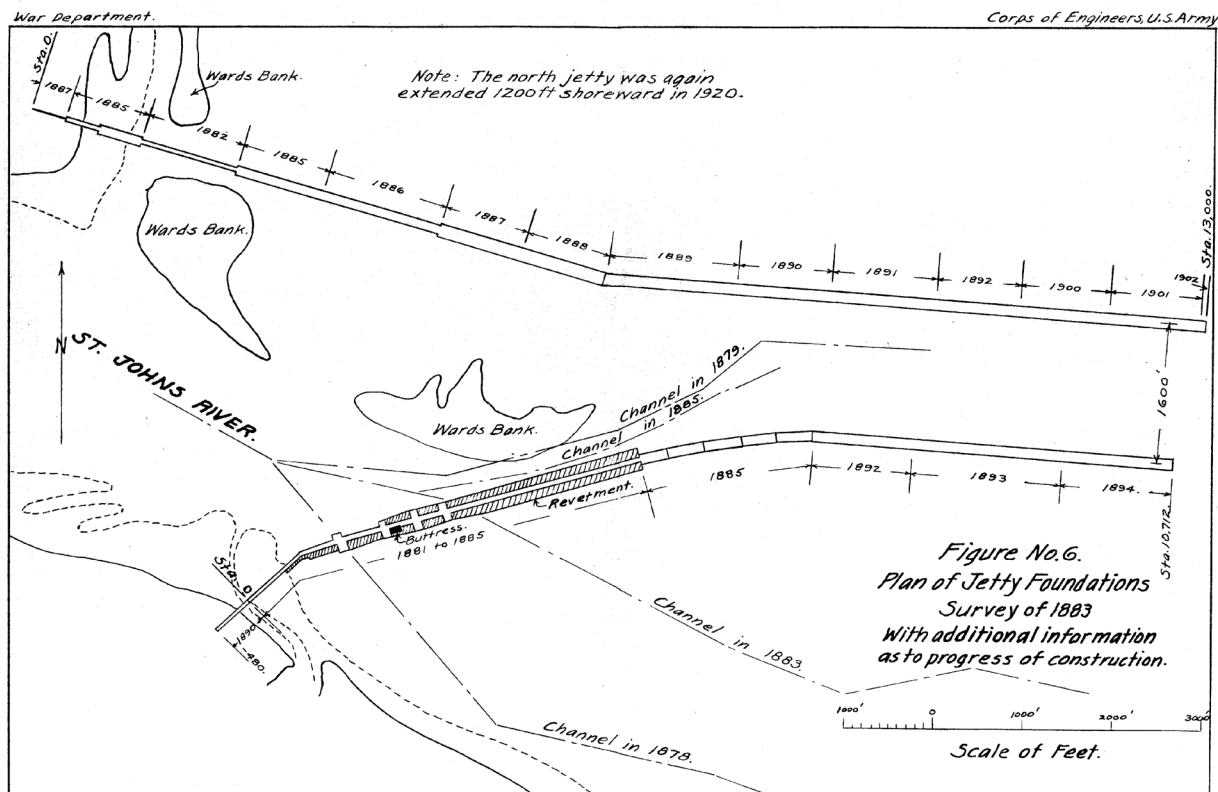 War Department.
Corps of Engineers, U.S. Army
Sta. O.
1887
1885
Wards Bank.
Note: The north jetty was again
extended 1200 ft shoreward in 1920.
1882
1885
1886
1887
1888
1889
1890
1891
1892
1900
1901
1902
Sta. 13,000.
Wards Bank.
N
ST. JOHNS RIVER.
Channel in 1879.
Channel in 1885.
Wards Bank.
1600'
Revetment.
1885
1892
1893
1894.
Sta. 10,712
Buttress.
1881 to 1885
Sta. O
1890
480.
Channel in 1883.
Channel in 1878.
Figure No. 6.
Plan of Jetty Foundations
Survey of 1883
With additional information
as to progress of construction.
1000' 0 1000' 2000' 3000'
Scale of Feet.